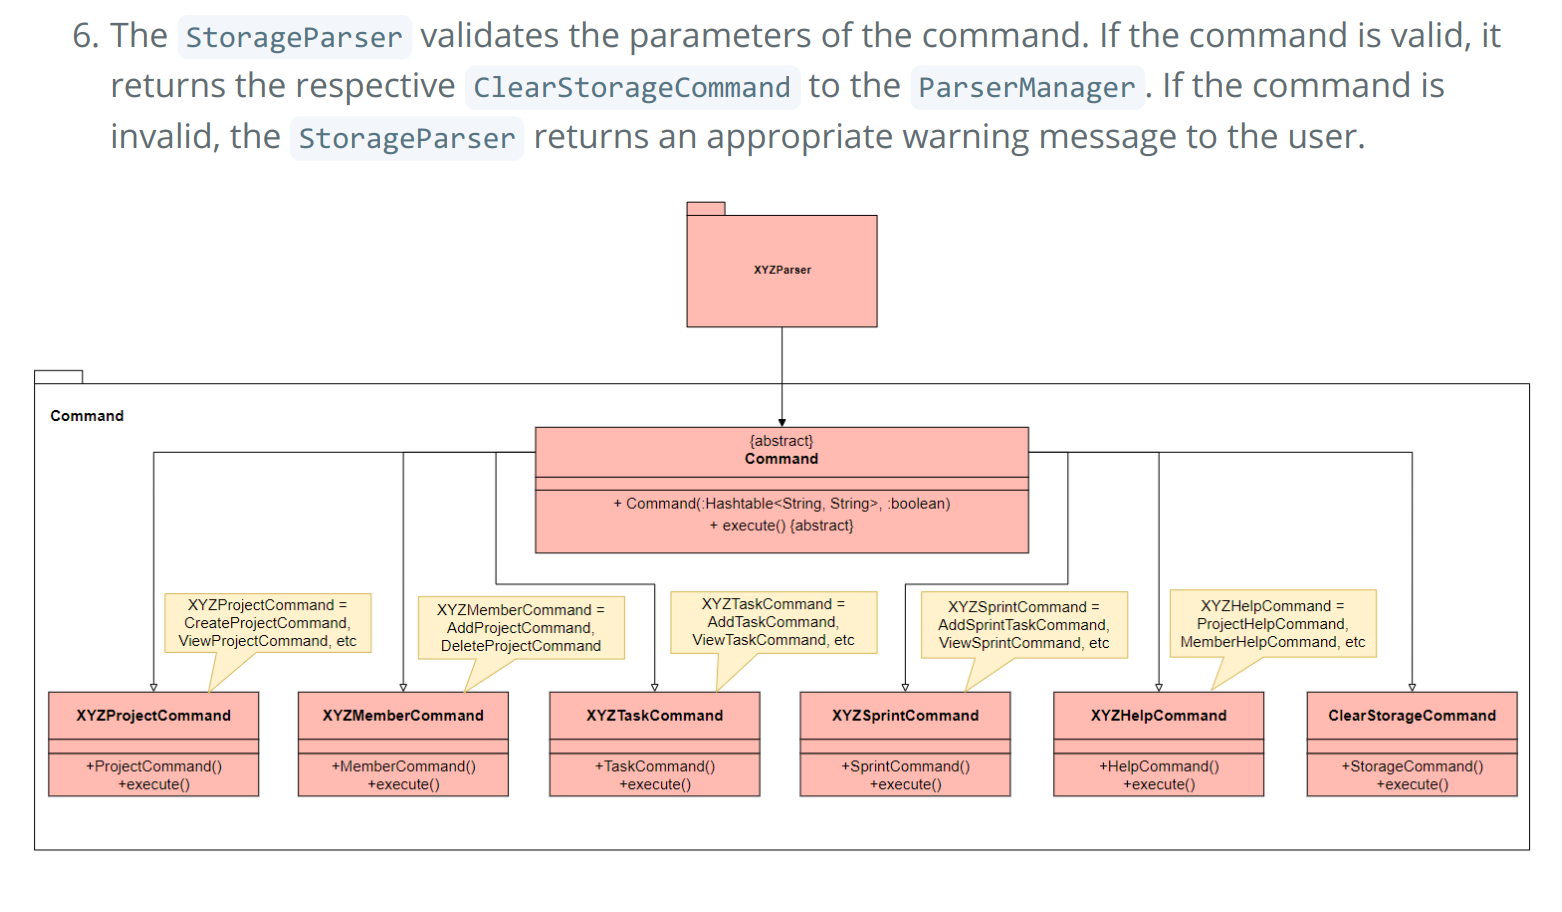 6. The StorageParser validates the parameters of the command. If the command is valid, it
returns the respective ClearStorageCommand to the ParserManager. If the command is
invalid, the StorageParser returns an appropriate warning message to the user.
XYZParser
Command
{abstract}
Command
+ Command(:Hashtable<String, String>, :boolean)
+ execute() {abstract}
XYZProjectCommand =
CreateProjectCommand,
ViewProjectCommand, etc
XYZMemberCommand =
AddProjectCommand,
DeleteProjectCommand
XYZTaskCommand =
AddTaskCommand,
ViewTaskCommand, etc
XYZSprintCommand =
AddSprintTaskCommand,
ViewSprintCommand, etc
XYZHelpCommand =
ProjectHelpCommand,
MemberHelpCommand, etc
XYZProjectCommand
+ProjectCommand()
+execute()
XYZMemberCommand
+MemberCommand()
+execute()
XYZTaskCommand
+TaskCommand()
+execute()
XYZSprintCommand
+SprintCommand()
+execute()
XYZHelpCommand
+HelpCommand()
+execute()
ClearStorageCommand
+StorageCommand()
+execute()